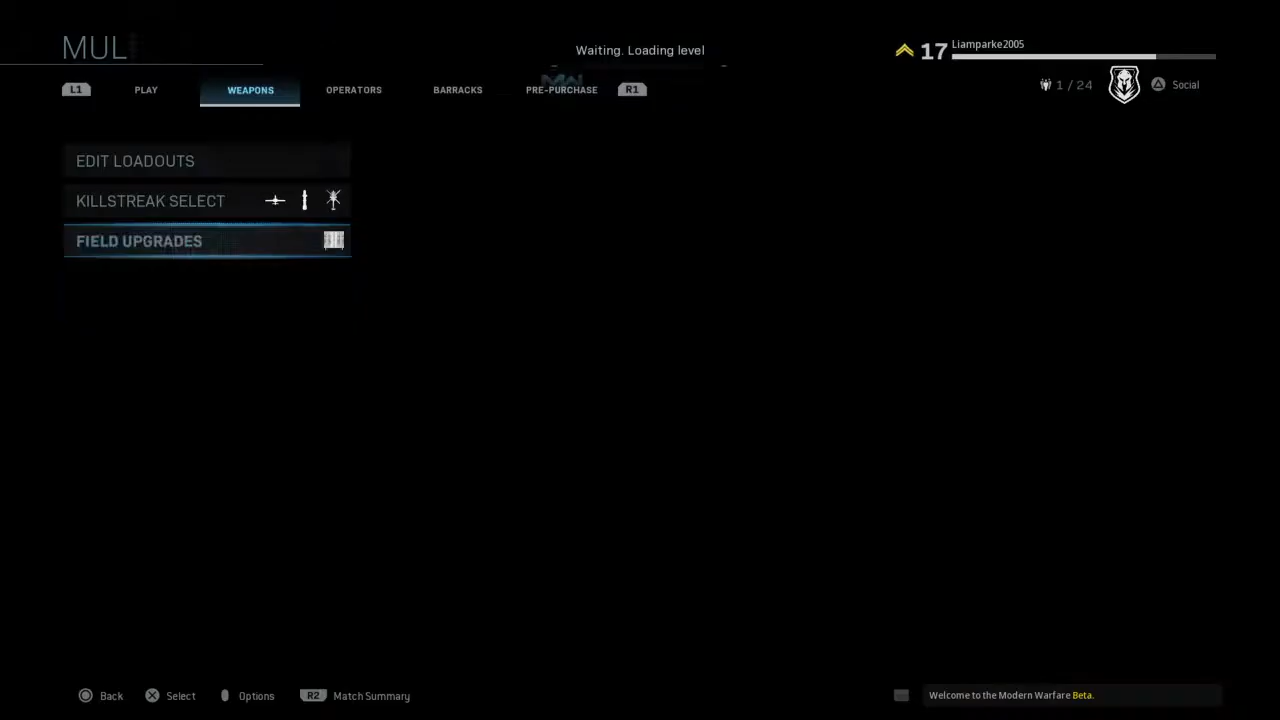 MUL
Waiting. Loading level
17 Liamparke2005
L1 PLAY WEAPONS OPERATORS BARRACKS PRE-PURCHASE R1
1 / 24 Social
EDIT LOADOUTS
KILLSTREAK SELECT
FIELD UPGRADES
Back Select Options R2 Match Summary
Welcome to the Modern Warfare Beta.